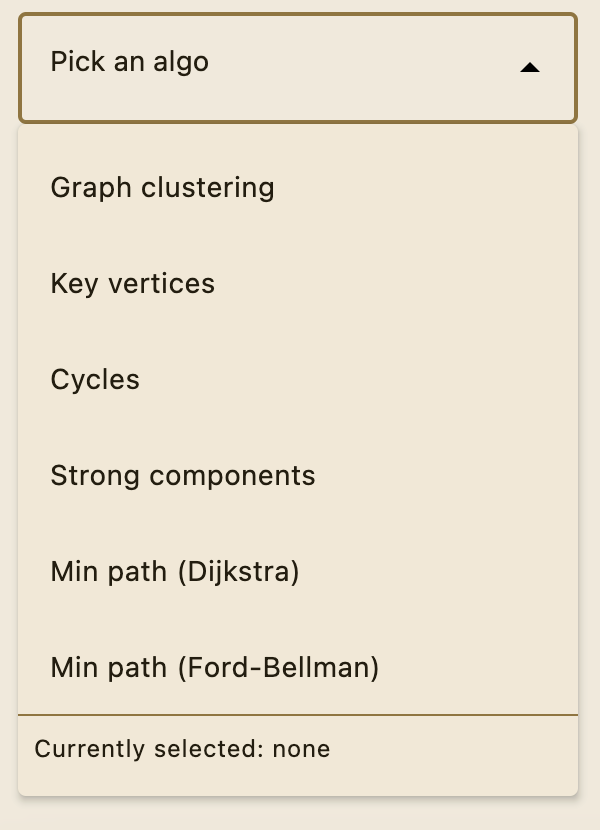 Pick an algo
Graph clustering
Key vertices
Cycles
Strong components
Min path (Dijkstra)
Min path (Ford-Bellman)
Currently selected: none